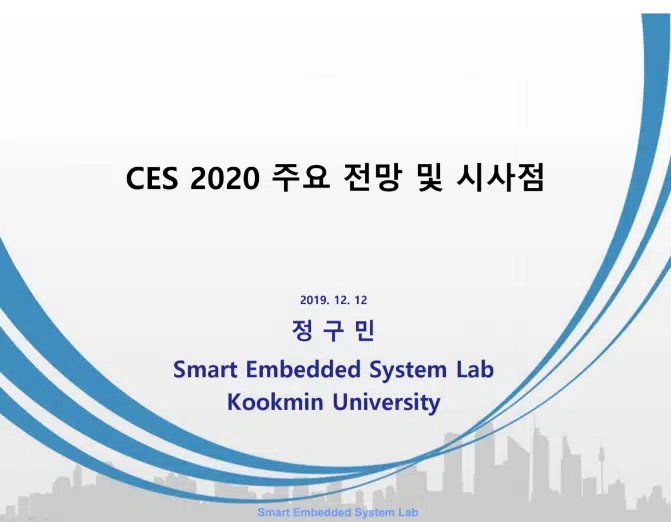 CES 2020 주요 전망 및 시사점
2019. 12. 12
정 구 민
Smart Embedded System Lab
Kookmin University
Smart Embedded System Lab